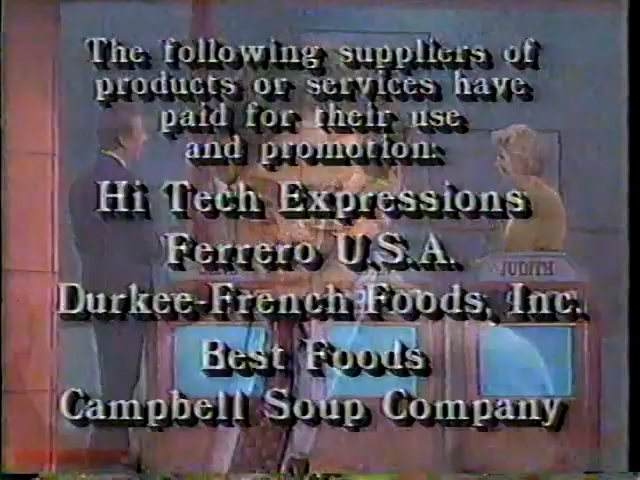 The following suppliers of
products or services have
paid for their use
and promotion:
Hi Tech Expressions
Ferrero U.S.A.
JUDITH
Durkee-French Foods, Inc.
Best Foods
Campbell Soup Company